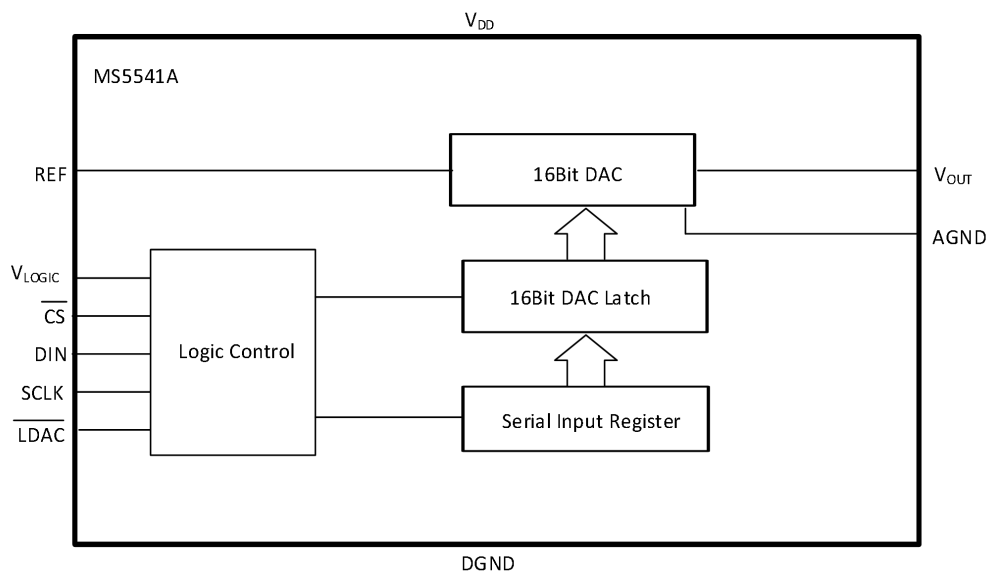 VDD
MS5541A
REF
16Bit DAC
VOUT
AGND
VLOGIC
16Bit DAC Latch
CS
DIN
Logic Control
SCLK
Serial Input Register
LDAC
DGND